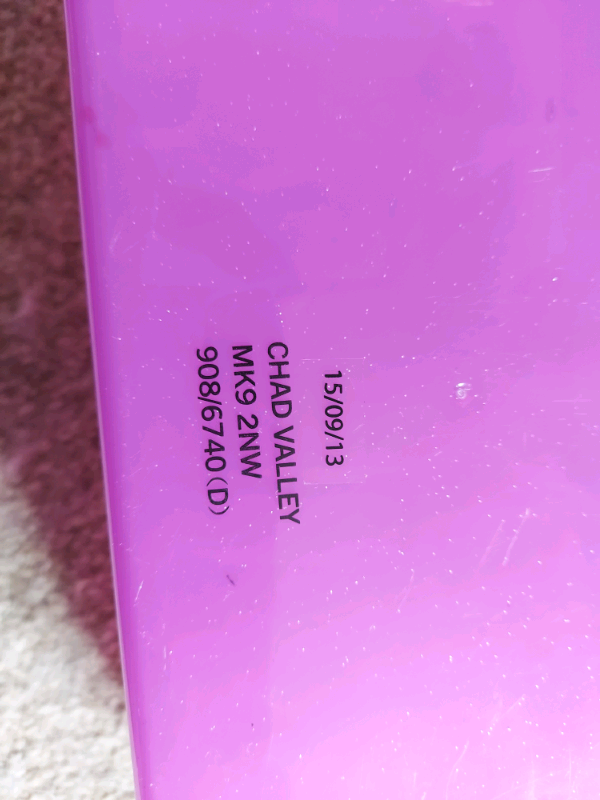 15/09/13
CHAD VALLEY
MK9 2NW
908/6740(D)